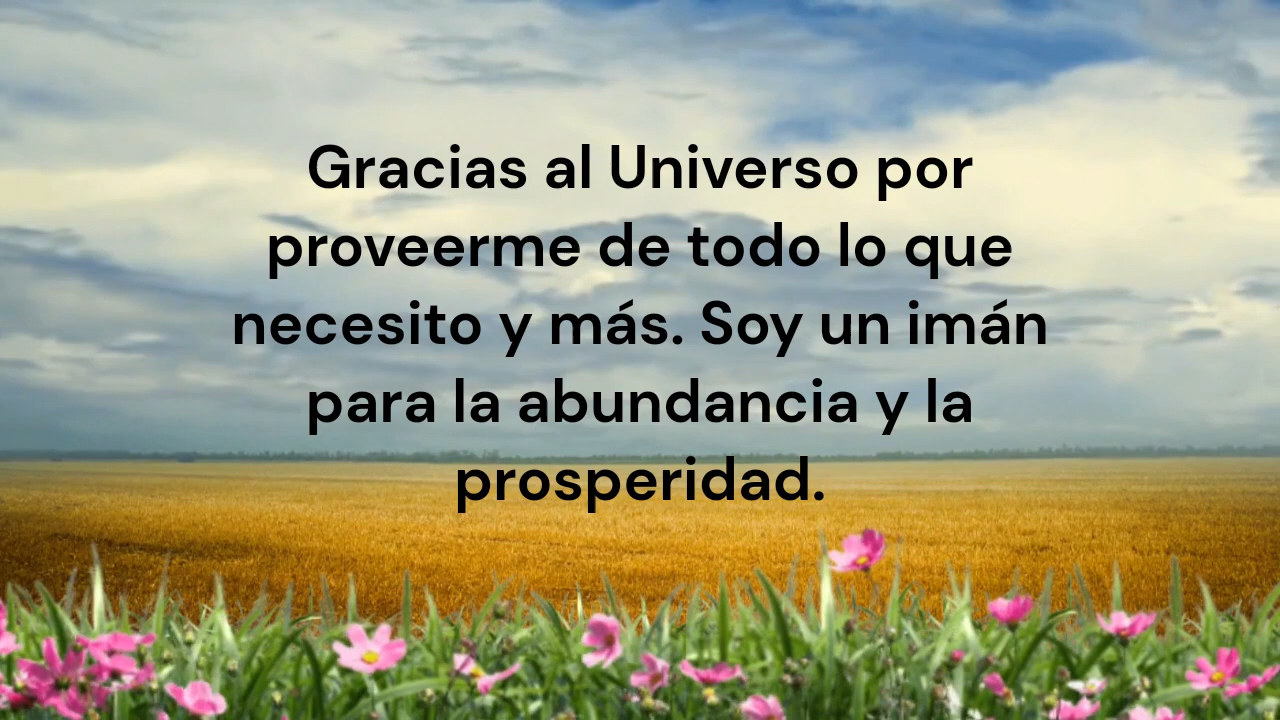 Gracias al Universo por
proveerme de todo lo que
necesito y más. Soy un imán
para la abundancia y la
prosperidad.